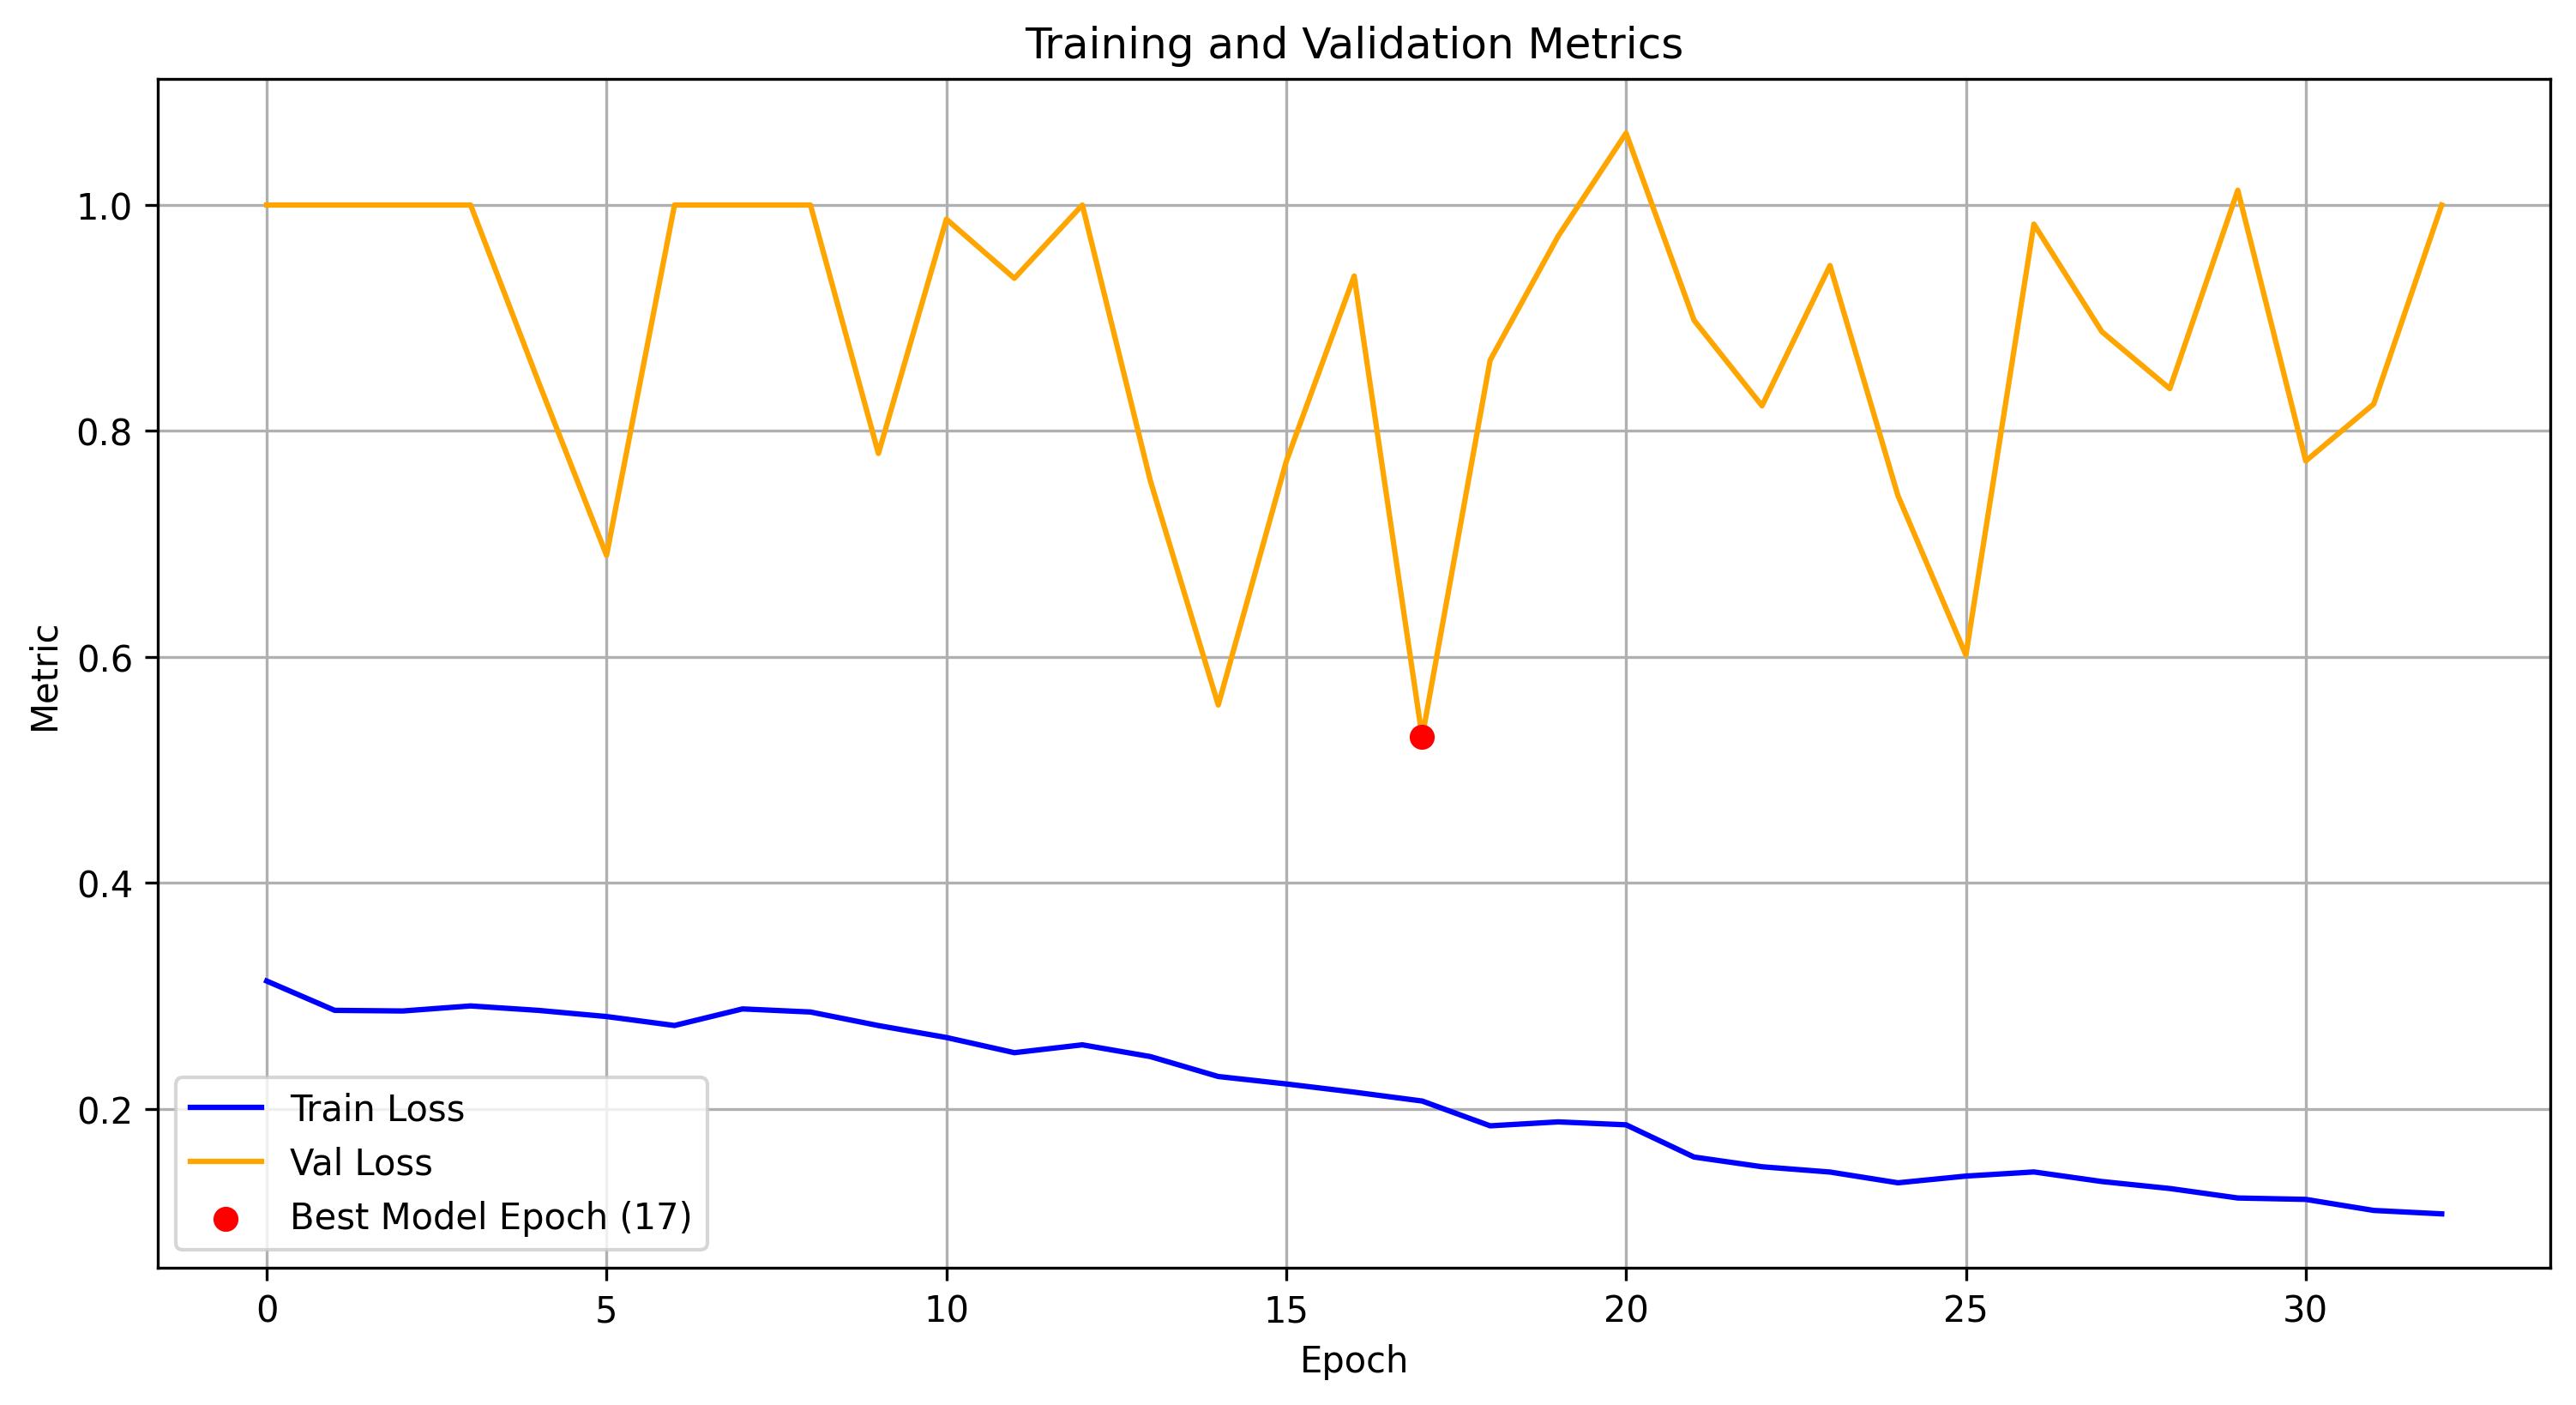 Training and Validation Metrics
Metric
1.0
0.8
0.6
0.4
0.2
Train Loss
Val Loss
Best Model Epoch (17)
0 5 10 15 20 25 30
Epoch